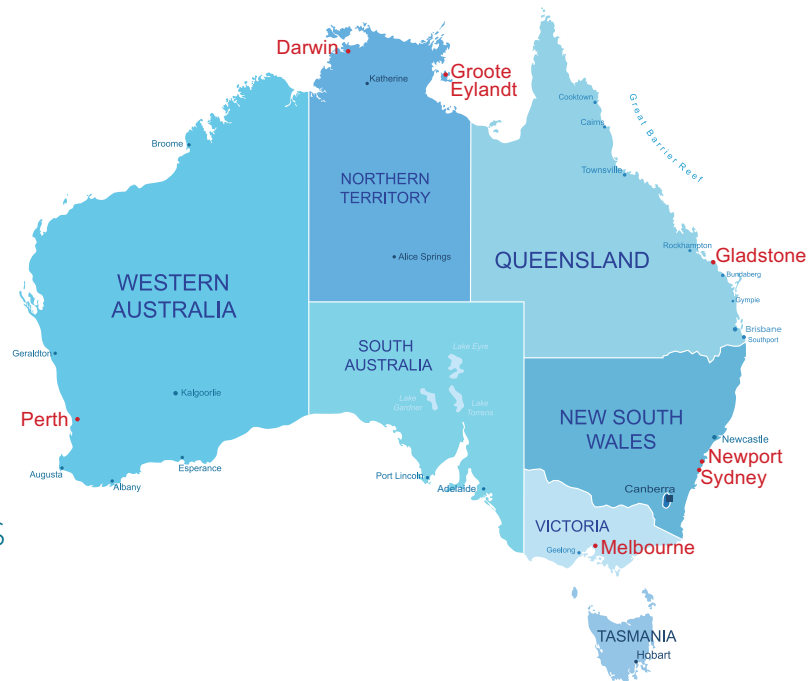 Darwin
Groote
Eylandt
Katherine
Cooktown
Great Barrier Reef
Cairns
Broome
Townsville
NORTHERN
TERRITORY
Rockhampton
Gladstone
Alice Springs
QUEENSLAND
Bundaberg
WESTERN
AUSTRALIA
Gympie
Brisbane
Southport
SOUTH
AUSTRALIA
Lake Eyre
Geraldton
Kalgoorlie
Lake
Gardner
Lake
Torrens
Perth
NEW SOUTH
WALES
Newcastle
Newport
Sydney
Esperance
Augusta
Albany
Port Lincoln
Adelaide
Canberra
VICTORIA
Geelong
Melbourne
TASMANIA
Hobart